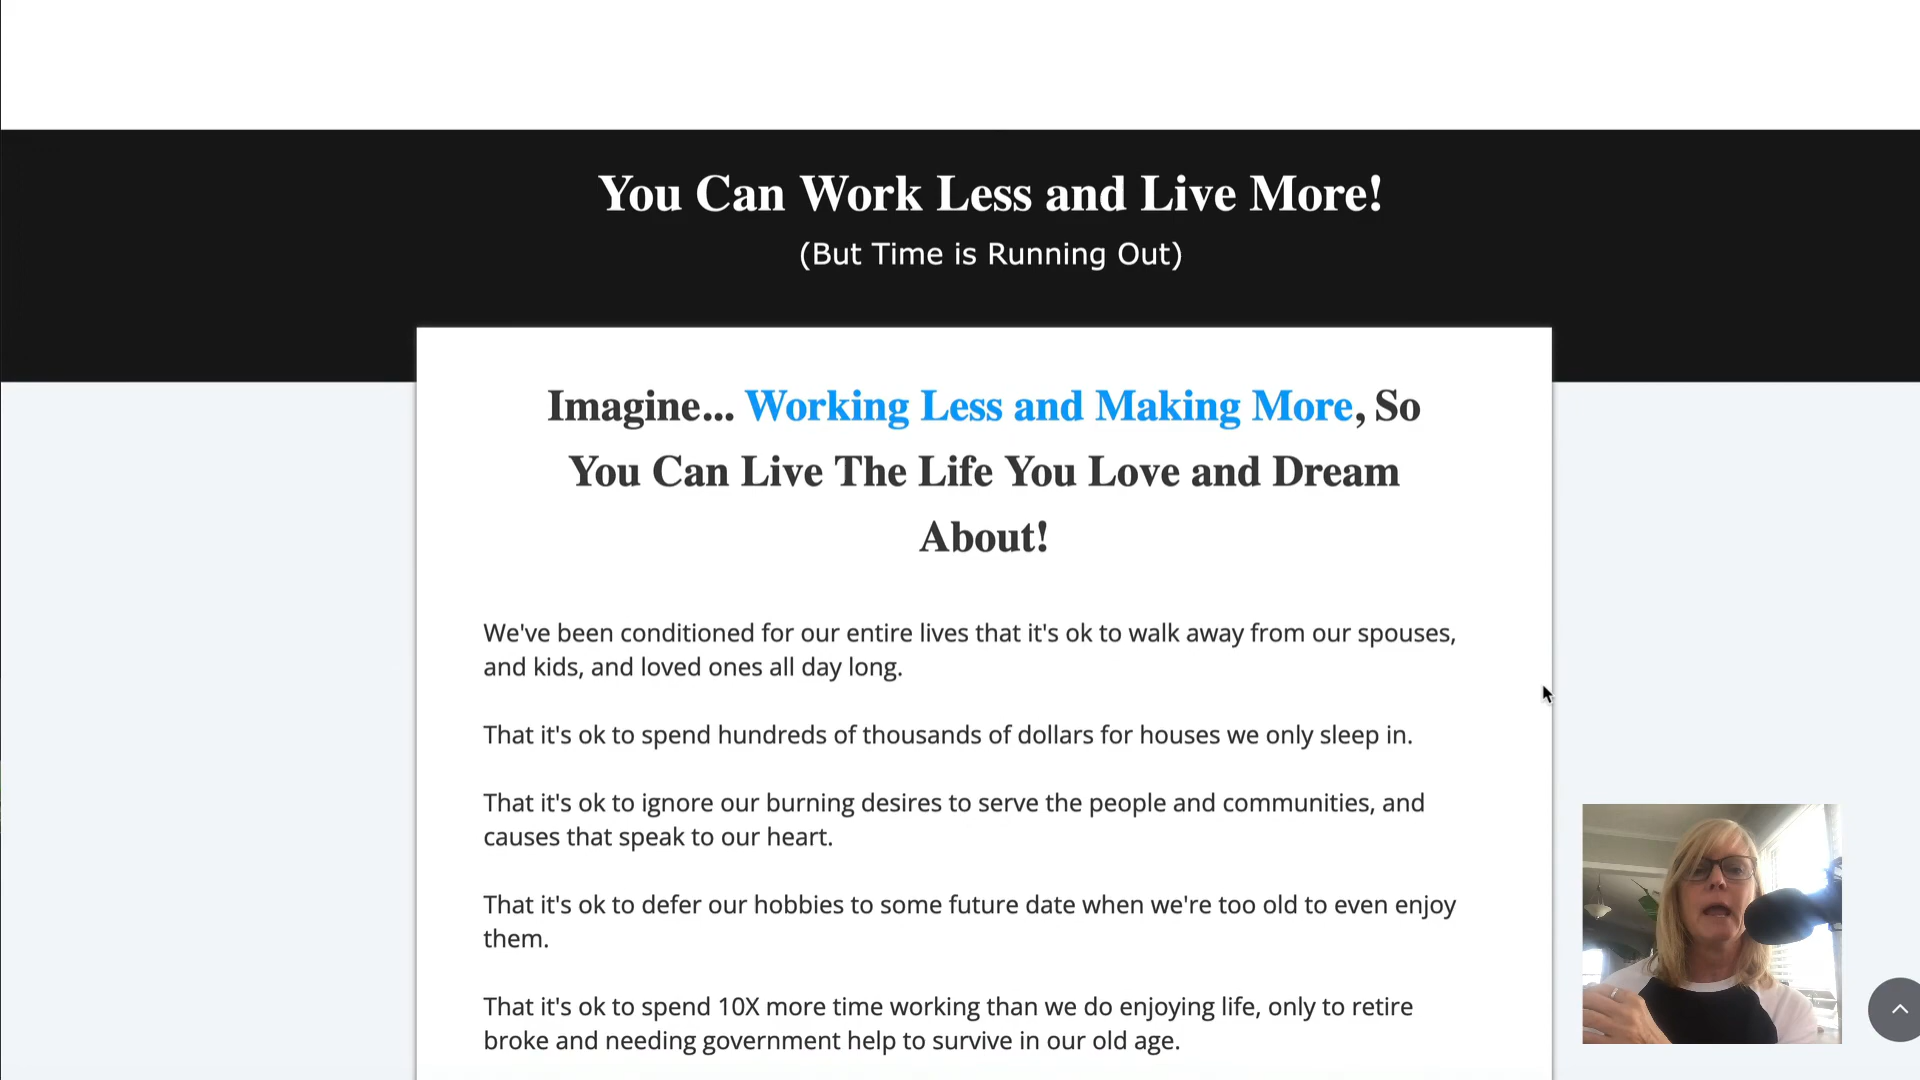 You Can Work Less and Live More!
(But Time is Running Out)
Imagine... Working Less and Making More, So
You Can Live The Life You Love and Dream
About!
We've been conditioned for our entire lives that it's ok to walk away from our spouses,
and kids, and loved ones all day long.
That it's ok to spend hundreds of thousands of dollars for houses we only sleep in.
That it's ok to ignore our burning desires to serve the people and communities, and
causes that speak to our heart.
That it's ok to defer our hobbies to some future date when we're too old to even enjoy
them.
That it's ok to spend 10X more time working than we do enjoying life, only to retire
broke and needing government help to survive in our old age.